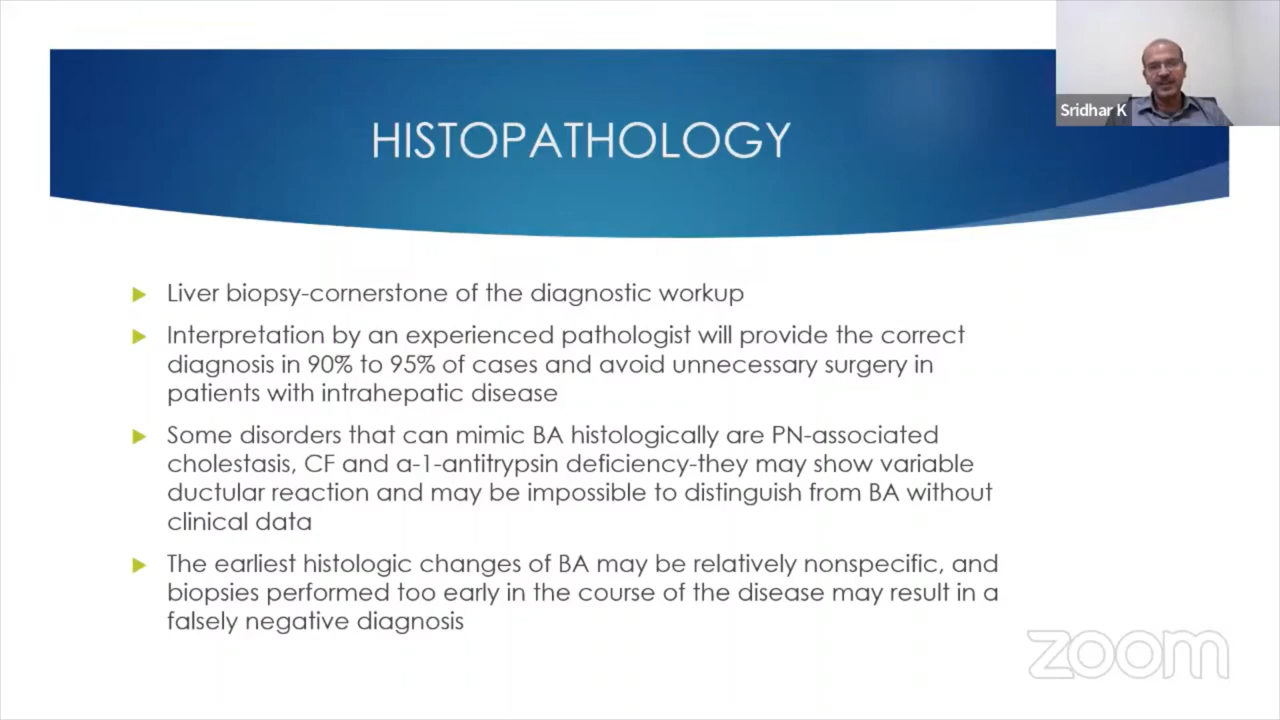 HISTOPATHOLOGY
Sridhar K
Liver biopsy-cornerstone of the diagnostic workup
Interpretation by an experienced pathologist will provide the correct
diagnosis in 90% to 95% of cases and avoid unnecessary surgery in
patients with intrahepatic disease
Some disorders that can mimic BA histologically are PN-associated
cholestasis, CF and α-1-antitrypsin deficiency-they may show variable
ductular reaction and may be impossible to distinguish from BA without
clinical data
The earliest histologic changes of BA may be relatively nonspecific, and
biopsies performed too early in the course of the disease may result in a
falsely negative diagnosis
zoom